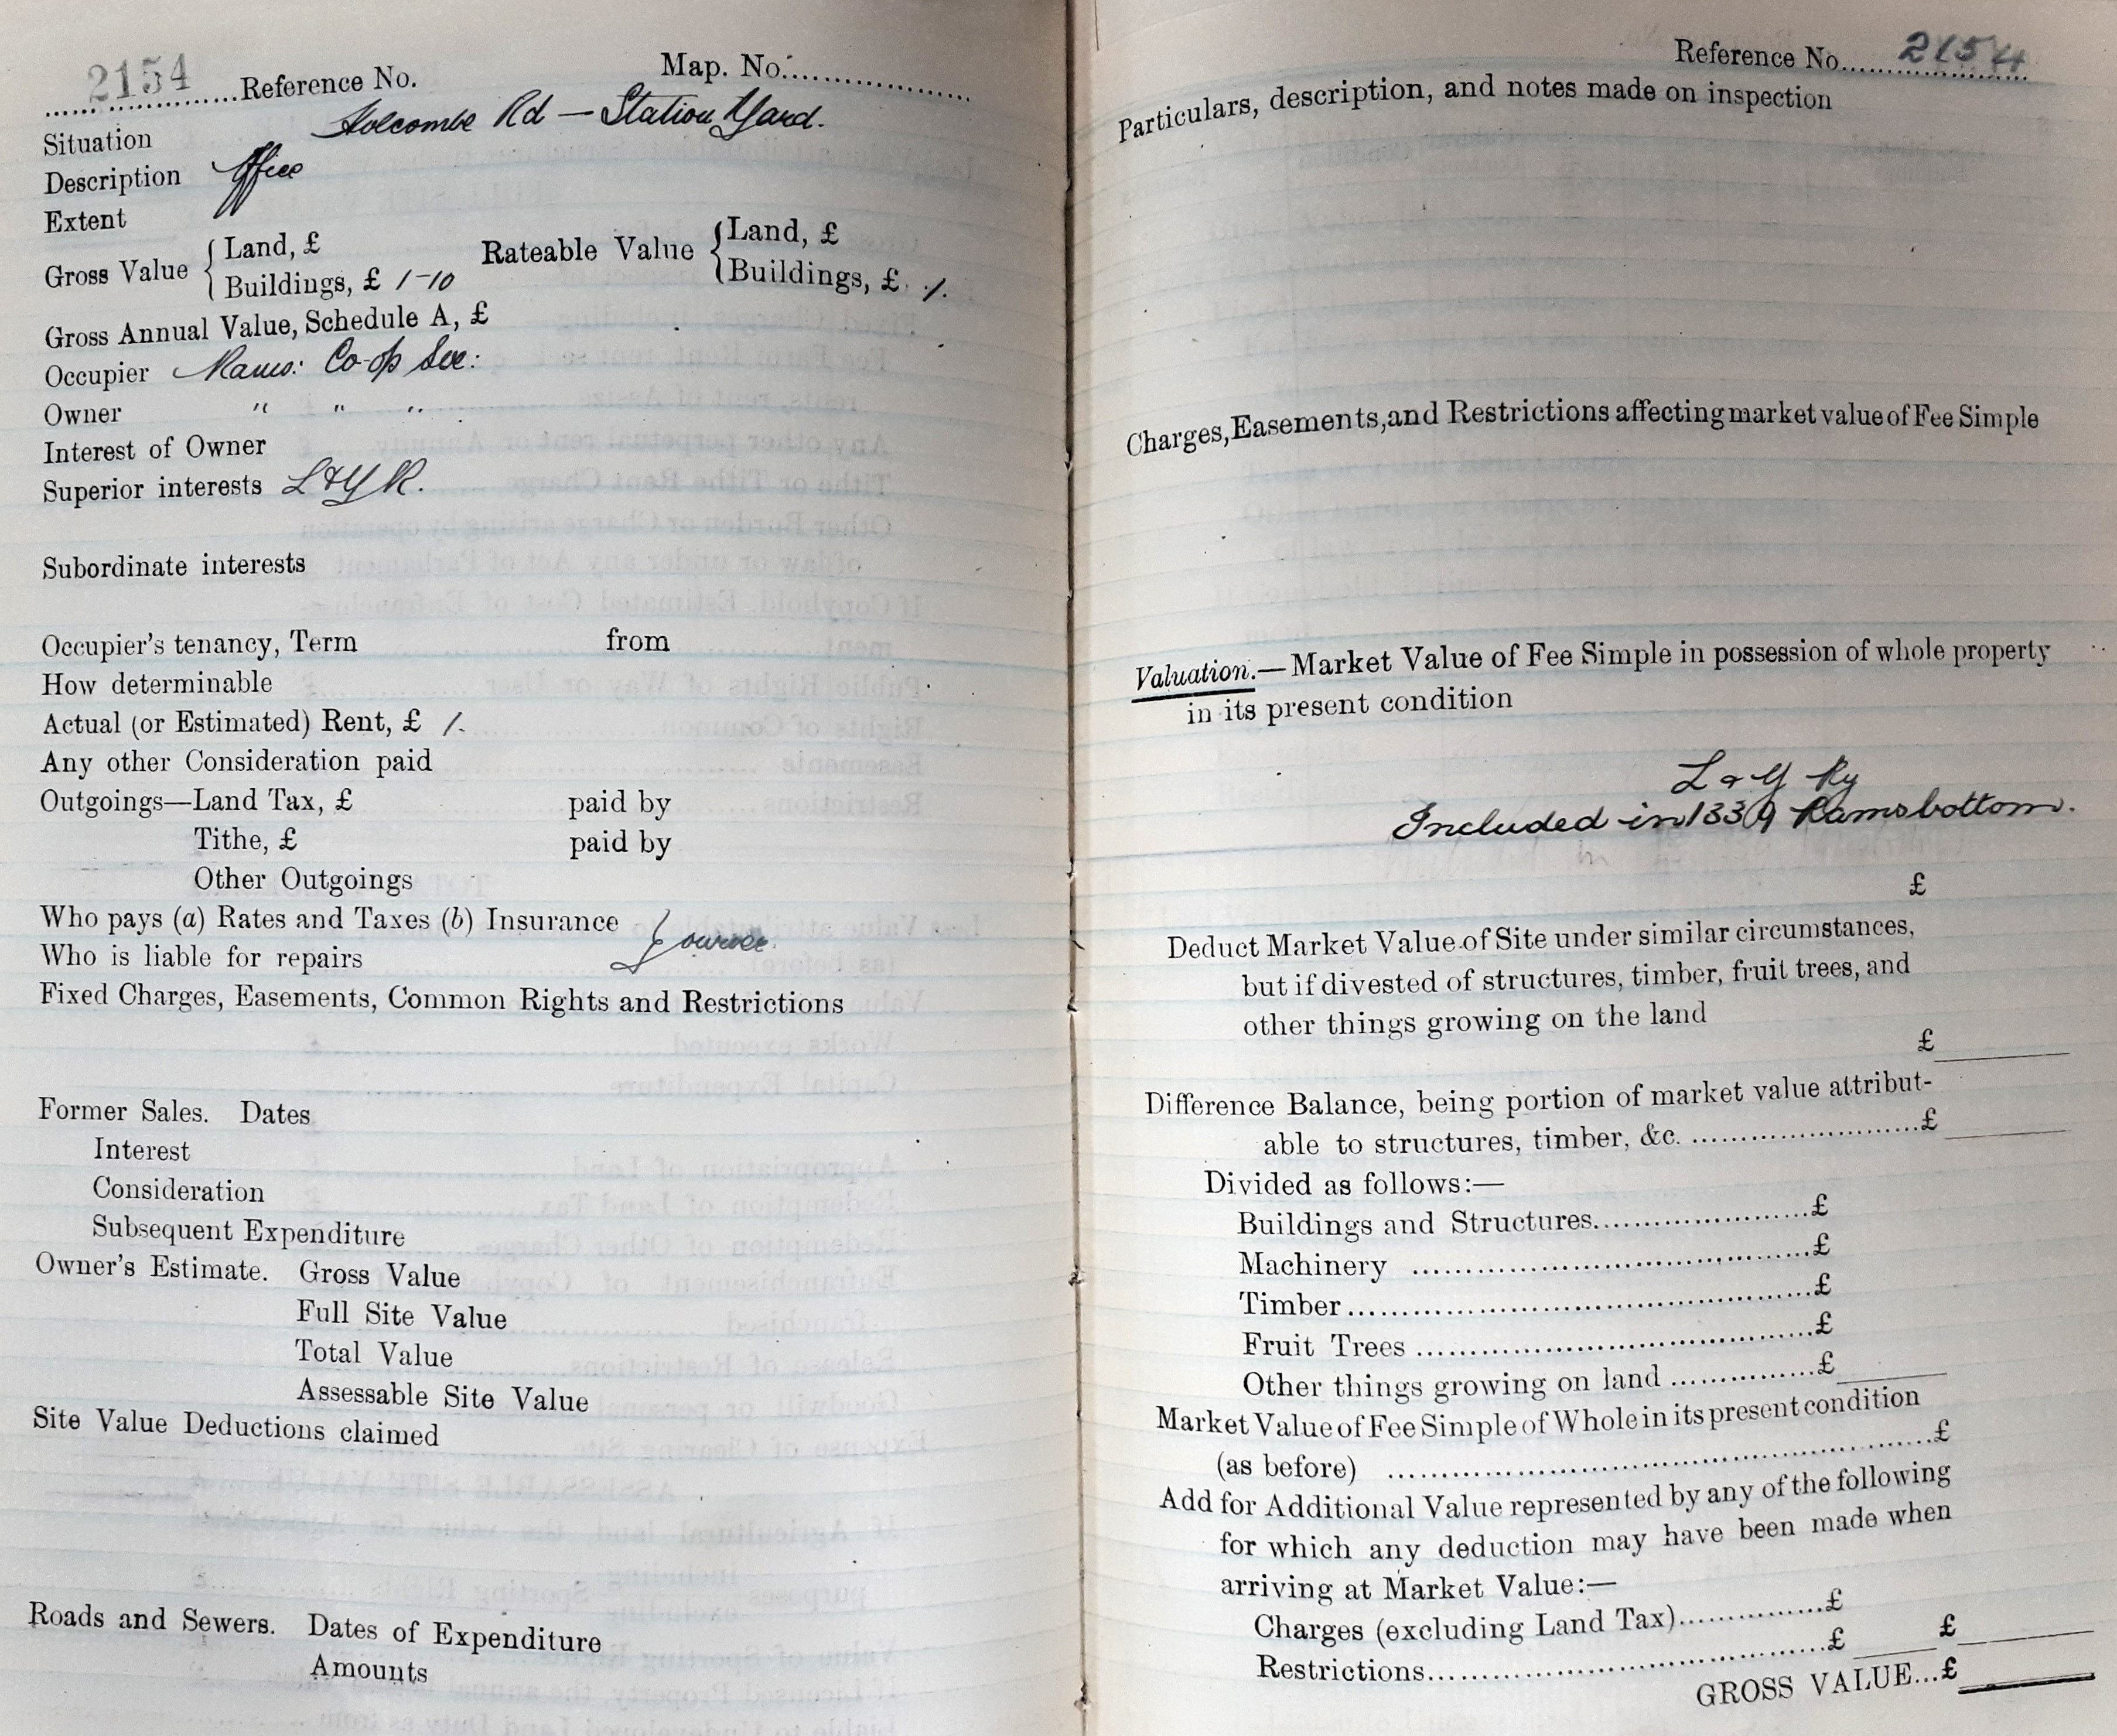 2154 Reference No. Map. No.
Situation Holcombe Rd — Station Yard.
Description Office
Extent
Gross Value { Land, £ Rateable Value { Land, £
Buildings, £ 1-10 Buildings, £ 1.
Gross Annual Value, Schedule A, £
Occupier Rams: Co-op Soc:
Owner " " "
Interest of Owner
Superior interests L & Y R.
Subordinate interests
Occupier's tenancy, Term from
How determinable
Actual (or Estimated) Rent, £ 1.
Any other Consideration paid
Outgoings—Land Tax, £ paid by
Tithe, £ paid by
Other Outgoings
Who pays (a) Rates and Taxes (b) Insurance } owner.
Who is liable for repairs
Fixed Charges, Easements, Common Rights and Restrictions
Former Sales. Dates
Interest
Consideration
Subsequent Expenditure
Owner's Estimate. Gross Value
Full Site Value
Total Value
Assessable Site Value
Site Value Deductions claimed
Roads and Sewers. Dates of Expenditure
Amounts
Reference No. 2154
Particulars, description, and notes made on inspection
Charges, Easements, and Restrictions affecting market value of Fee Simple
Valuation.—Market Value of Fee Simple in possession of whole property
in its present condition
L & Y Ry
Included in 1339 Ramsbottom.
£
Deduct Market Value of Site under similar circumstances,
but if divested of structures, timber, fruit trees, and
other things growing on the land
£
Difference Balance, being portion of market value attribut-
able to structures, timber, &c. £
Divided as follows:—
Buildings and Structures £
Machinery £
Timber £
Fruit Trees £
Other things growing on land £
Market Value of Fee Simple of Whole in its present condition
(as before) £
Add for Additional Value represented by any of the following
for which any deduction may have been made when
arriving at Market Value:—
Charges (excluding Land Tax) £
Restrictions £ £
GROSS VALUE...£